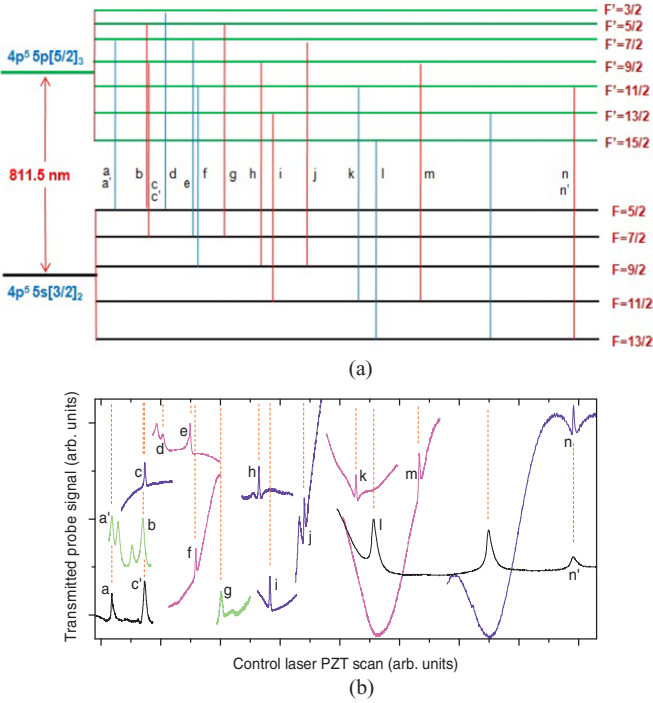 F'=3/2
F'=5/2
F'=7/2
4p⁵ 5p[5/2]₃
F'=9/2
F'=11/2
F'=13/2
F'=15/2
811.5 nm
a a' b c c' d e f g h i j k l m n n'
F=5/2
F=7/2
F=9/2
4p⁵ 5s[3/2]₂
F=11/2
F=13/2
(a)
Transmitted probe signal (arb. units)
d e
c h k m n
a' b j l
f
a c' g i n'
Control laser PZT scan (arb. units)
(b)